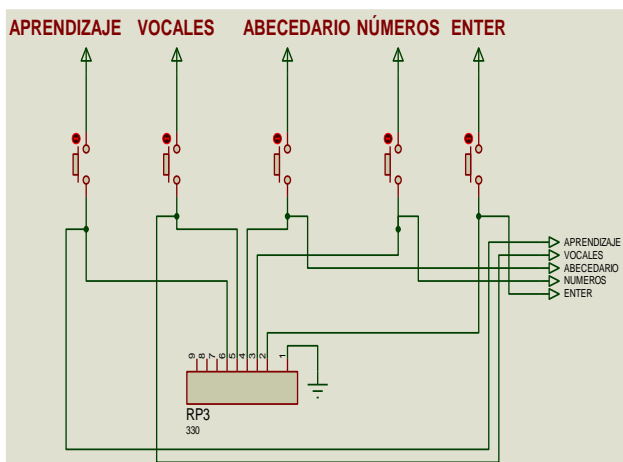 APRENDIZAJE VOCALES ABECEDARIO NÚMEROS ENTER
APRENDIZAJE
VOCALES
ABECEDARIO
NUMEROS
ENTER
9 8 7 6 5 4 3 2 1
RP3
330